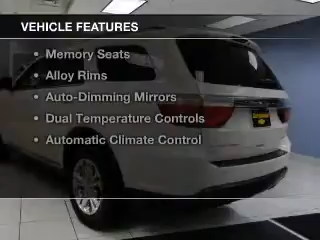 VEHICLE FEATURES
• Memory Seats
• Alloy Rims
• Auto-Dimming Mirrors
• Dual Temperature Controls
• Automatic Climate Control